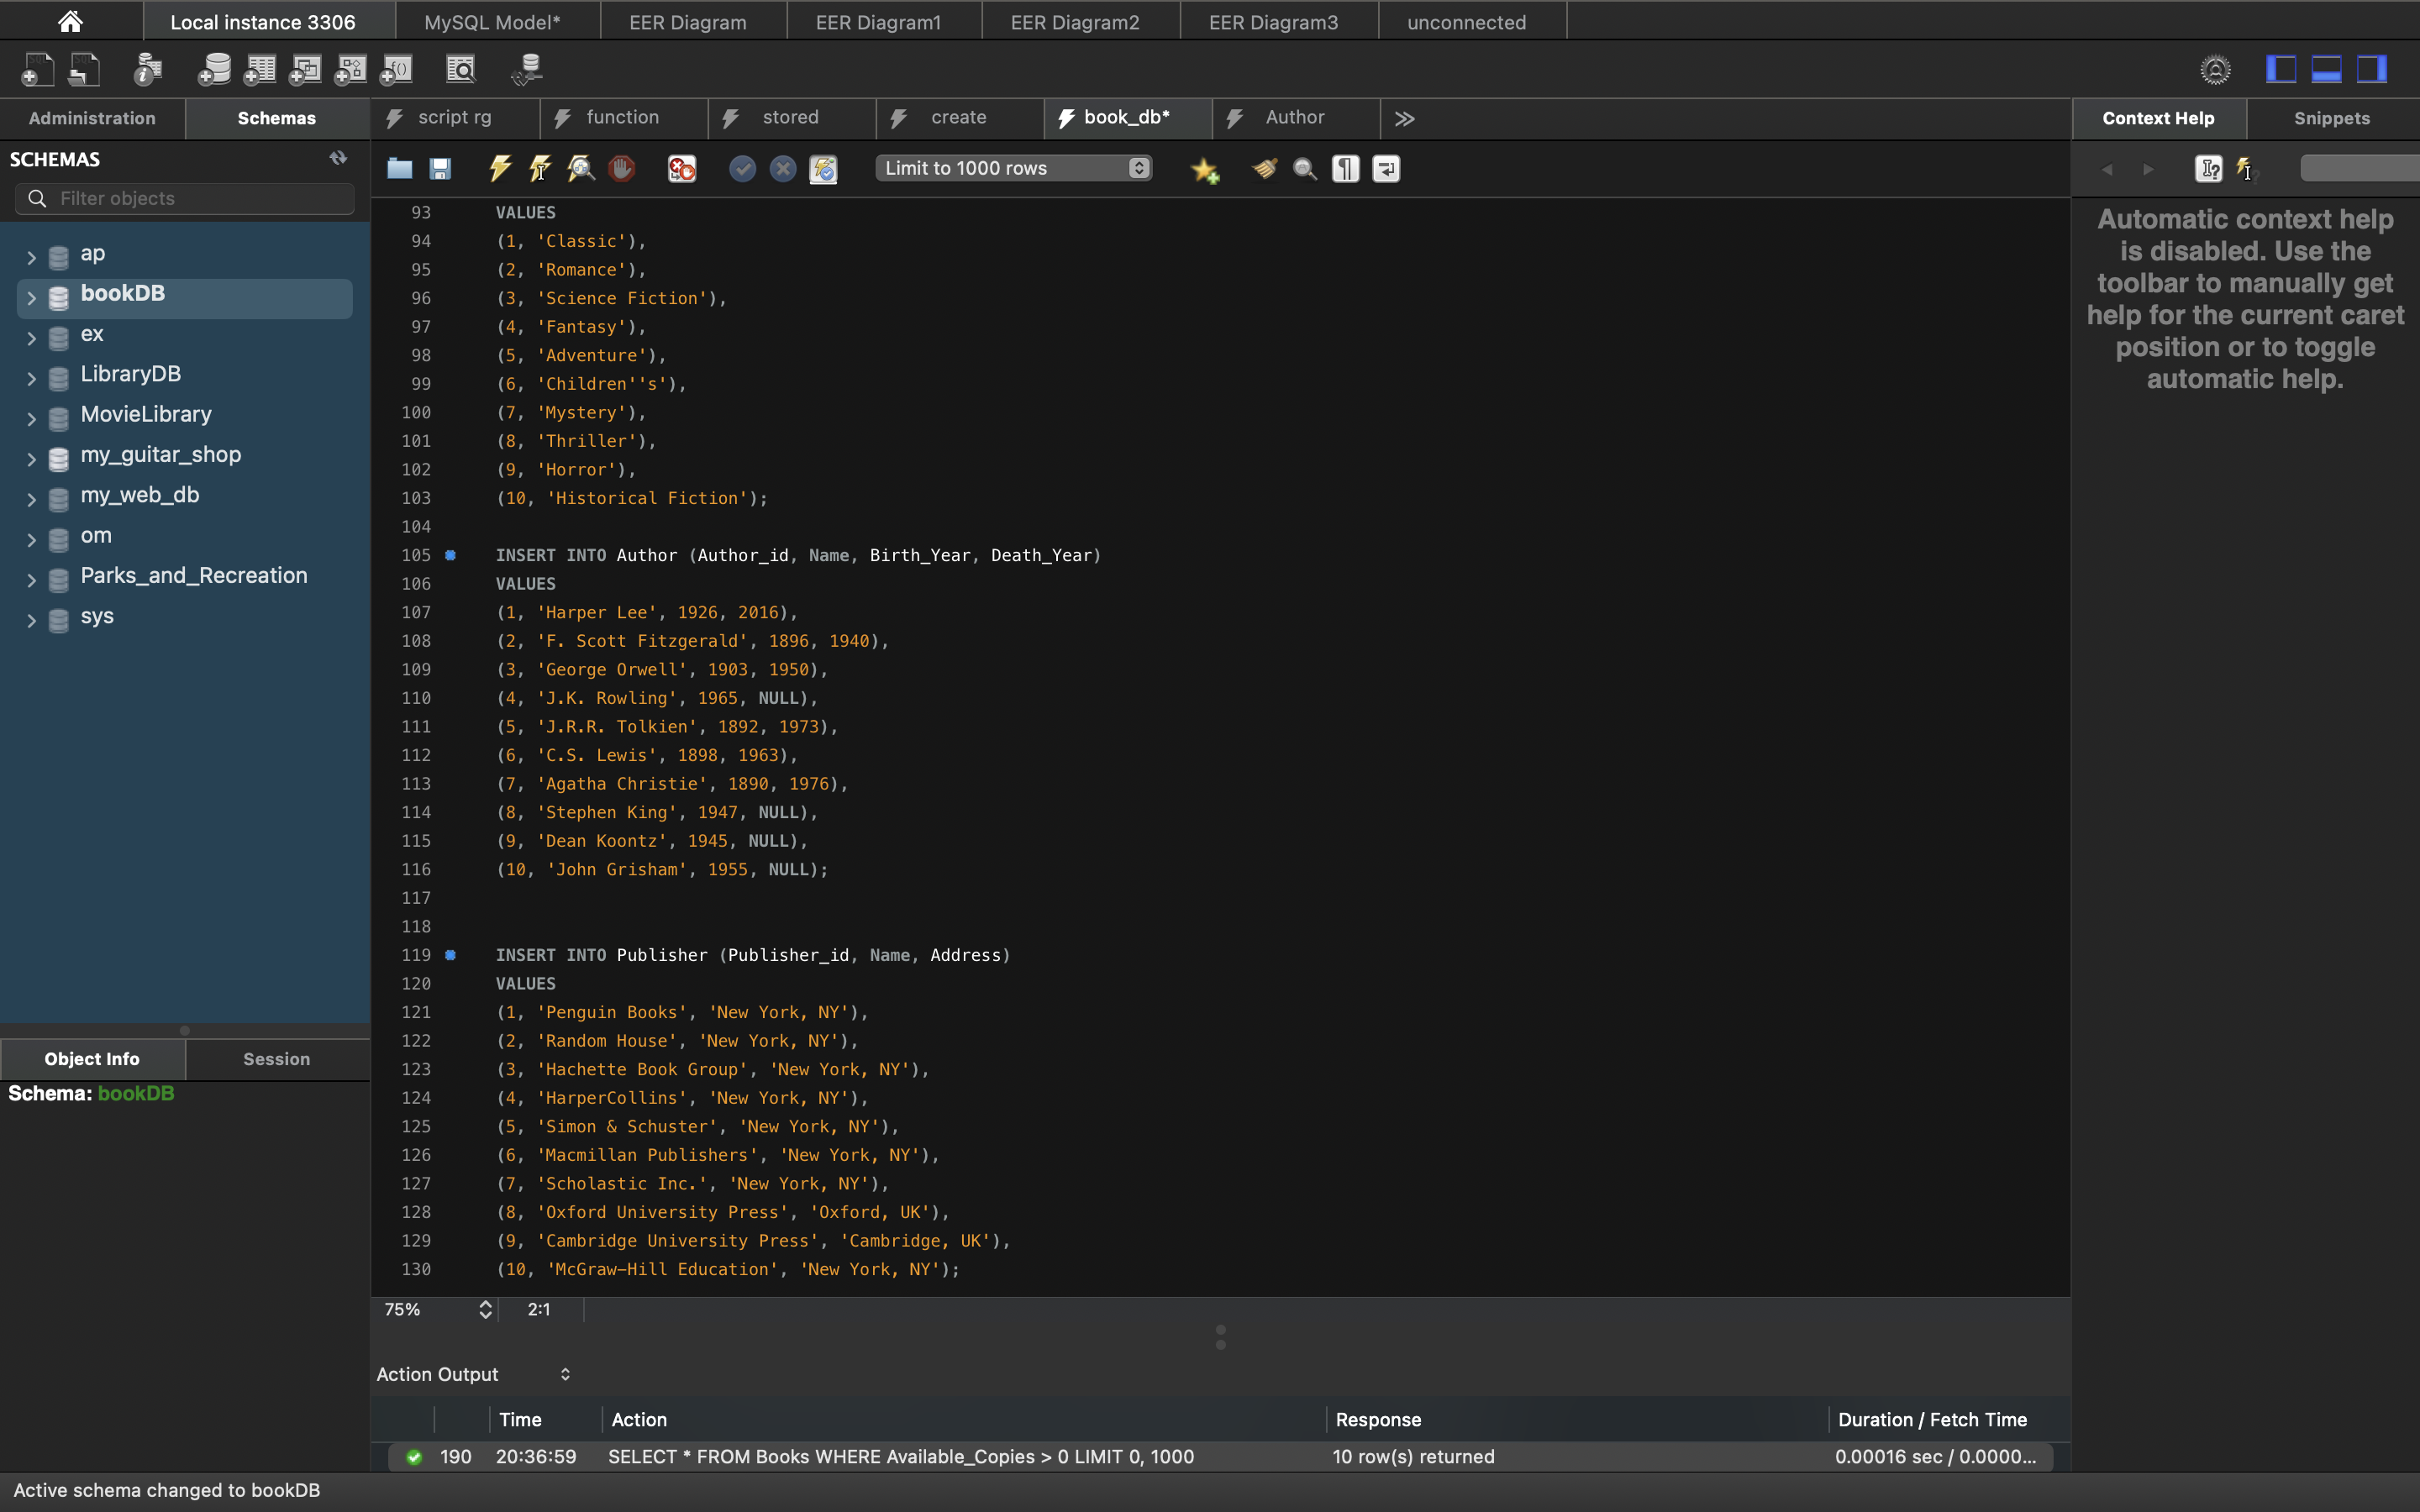 Local instance 3306 MySQL Model* EER Diagram EER Diagram1 EER Diagram2 EER Diagram3 unconnected
Administration Schemas script rg function stored create book_db* Author >> Context Help Snippets
SCHEMAS
Limit to 1000 rows
Filter objects
ap
bookDB
ex
LibraryDB
MovieLibrary
my_guitar_shop
my_web_db
om
Parks_and_Recreation
sys
Object Info Session
Schema: bookDB
93 VALUES
94 (1, 'Classic'),
95 (2, 'Romance'),
96 (3, 'Science Fiction'),
97 (4, 'Fantasy'),
98 (5, 'Adventure'),
99 (6, 'Children''s'),
100 (7, 'Mystery'),
101 (8, 'Thriller'),
102 (9, 'Horror'),
103 (10, 'Historical Fiction');
104
105 INSERT INTO Author (Author_id, Name, Birth_Year, Death_Year)
106 VALUES
107 (1, 'Harper Lee', 1926, 2016),
108 (2, 'F. Scott Fitzgerald', 1896, 1940),
109 (3, 'George Orwell', 1903, 1950),
110 (4, 'J.K. Rowling', 1965, NULL),
111 (5, 'J.R.R. Tolkien', 1892, 1973),
112 (6, 'C.S. Lewis', 1898, 1963),
113 (7, 'Agatha Christie', 1890, 1976),
114 (8, 'Stephen King', 1947, NULL),
115 (9, 'Dean Koontz', 1945, NULL),
116 (10, 'John Grisham', 1955, NULL);
117
118
119 INSERT INTO Publisher (Publisher_id, Name, Address)
120 VALUES
121 (1, 'Penguin Books', 'New York, NY'),
122 (2, 'Random House', 'New York, NY'),
123 (3, 'Hachette Book Group', 'New York, NY'),
124 (4, 'HarperCollins', 'New York, NY'),
125 (5, 'Simon & Schuster', 'New York, NY'),
126 (6, 'Macmillan Publishers', 'New York, NY'),
127 (7, 'Scholastic Inc.', 'New York, NY'),
128 (8, 'Oxford University Press', 'Oxford, UK'),
129 (9, 'Cambridge University Press', 'Cambridge, UK'),
130 (10, 'McGraw-Hill Education', 'New York, NY');
75% 2:1
Automatic context help
is disabled. Use the
toolbar to manually get
help for the current caret
position or to toggle
automatic help.
Action Output
Time Action Response Duration / Fetch Time
190 20:36:59 SELECT * FROM Books WHERE Available_Copies > 0 LIMIT 0, 1000 10 row(s) returned 0.00016 sec / 0.0000...
Active schema changed to bookDB